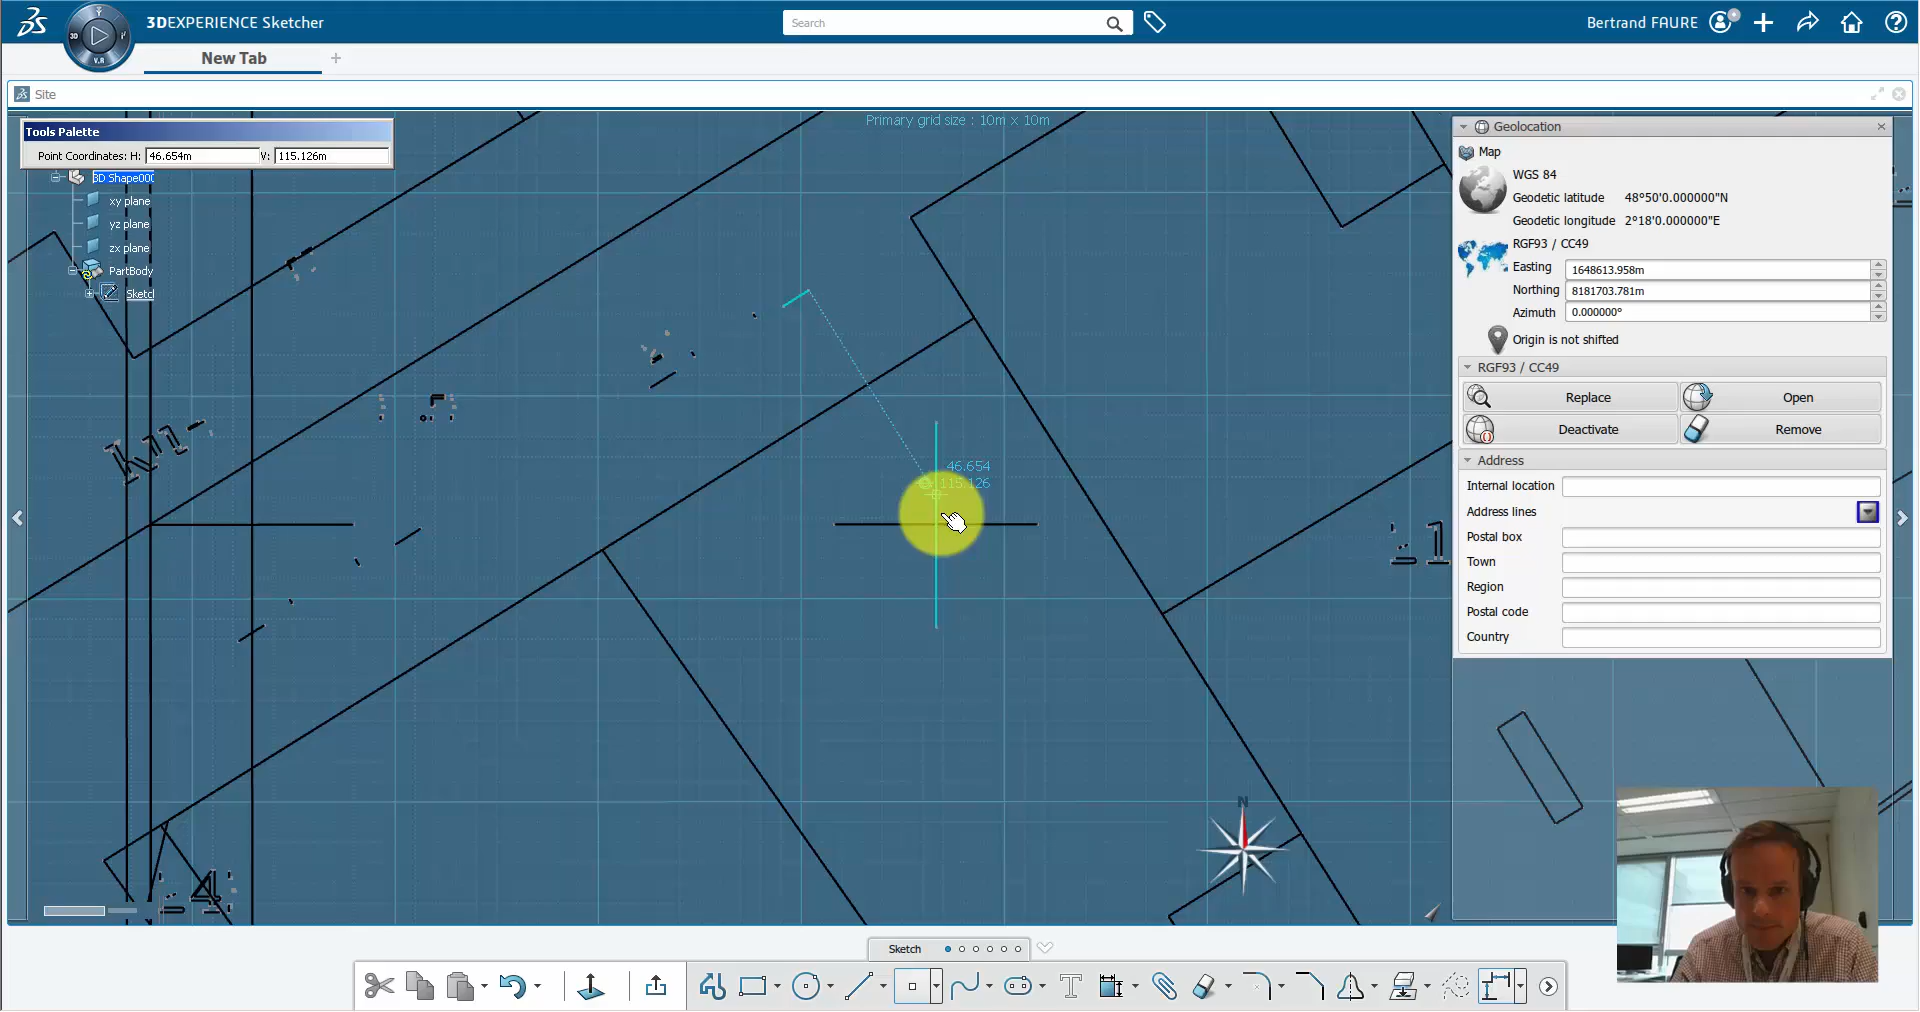 3DEXPERIENCE Sketcher
Search
Bertrand FAURE
3D
V.R
New Tab
Site
Primary grid size : 10m x 10m
Tools Palette
Point Coordinates: H: 46.654m V: 115.126m
3D Shape000
xy plane
yz plane
zx plane
PartBody
Sketch
46.654
115.126
N
Geolocation
Map
WGS 84
Geodetic latitude 48°50'0.000000"N
Geodetic longitude 2°18'0.000000"E
RGF93 / CC49
Easting 1648613.958m
Northing 8181703.781m
Azimuth 0.000000°
Origin is not shifted
RGF93 / CC49
Replace Open
Deactivate Remove
Address
Internal location
Address lines
Postal box
Town
Region
Postal code
Country
Sketch